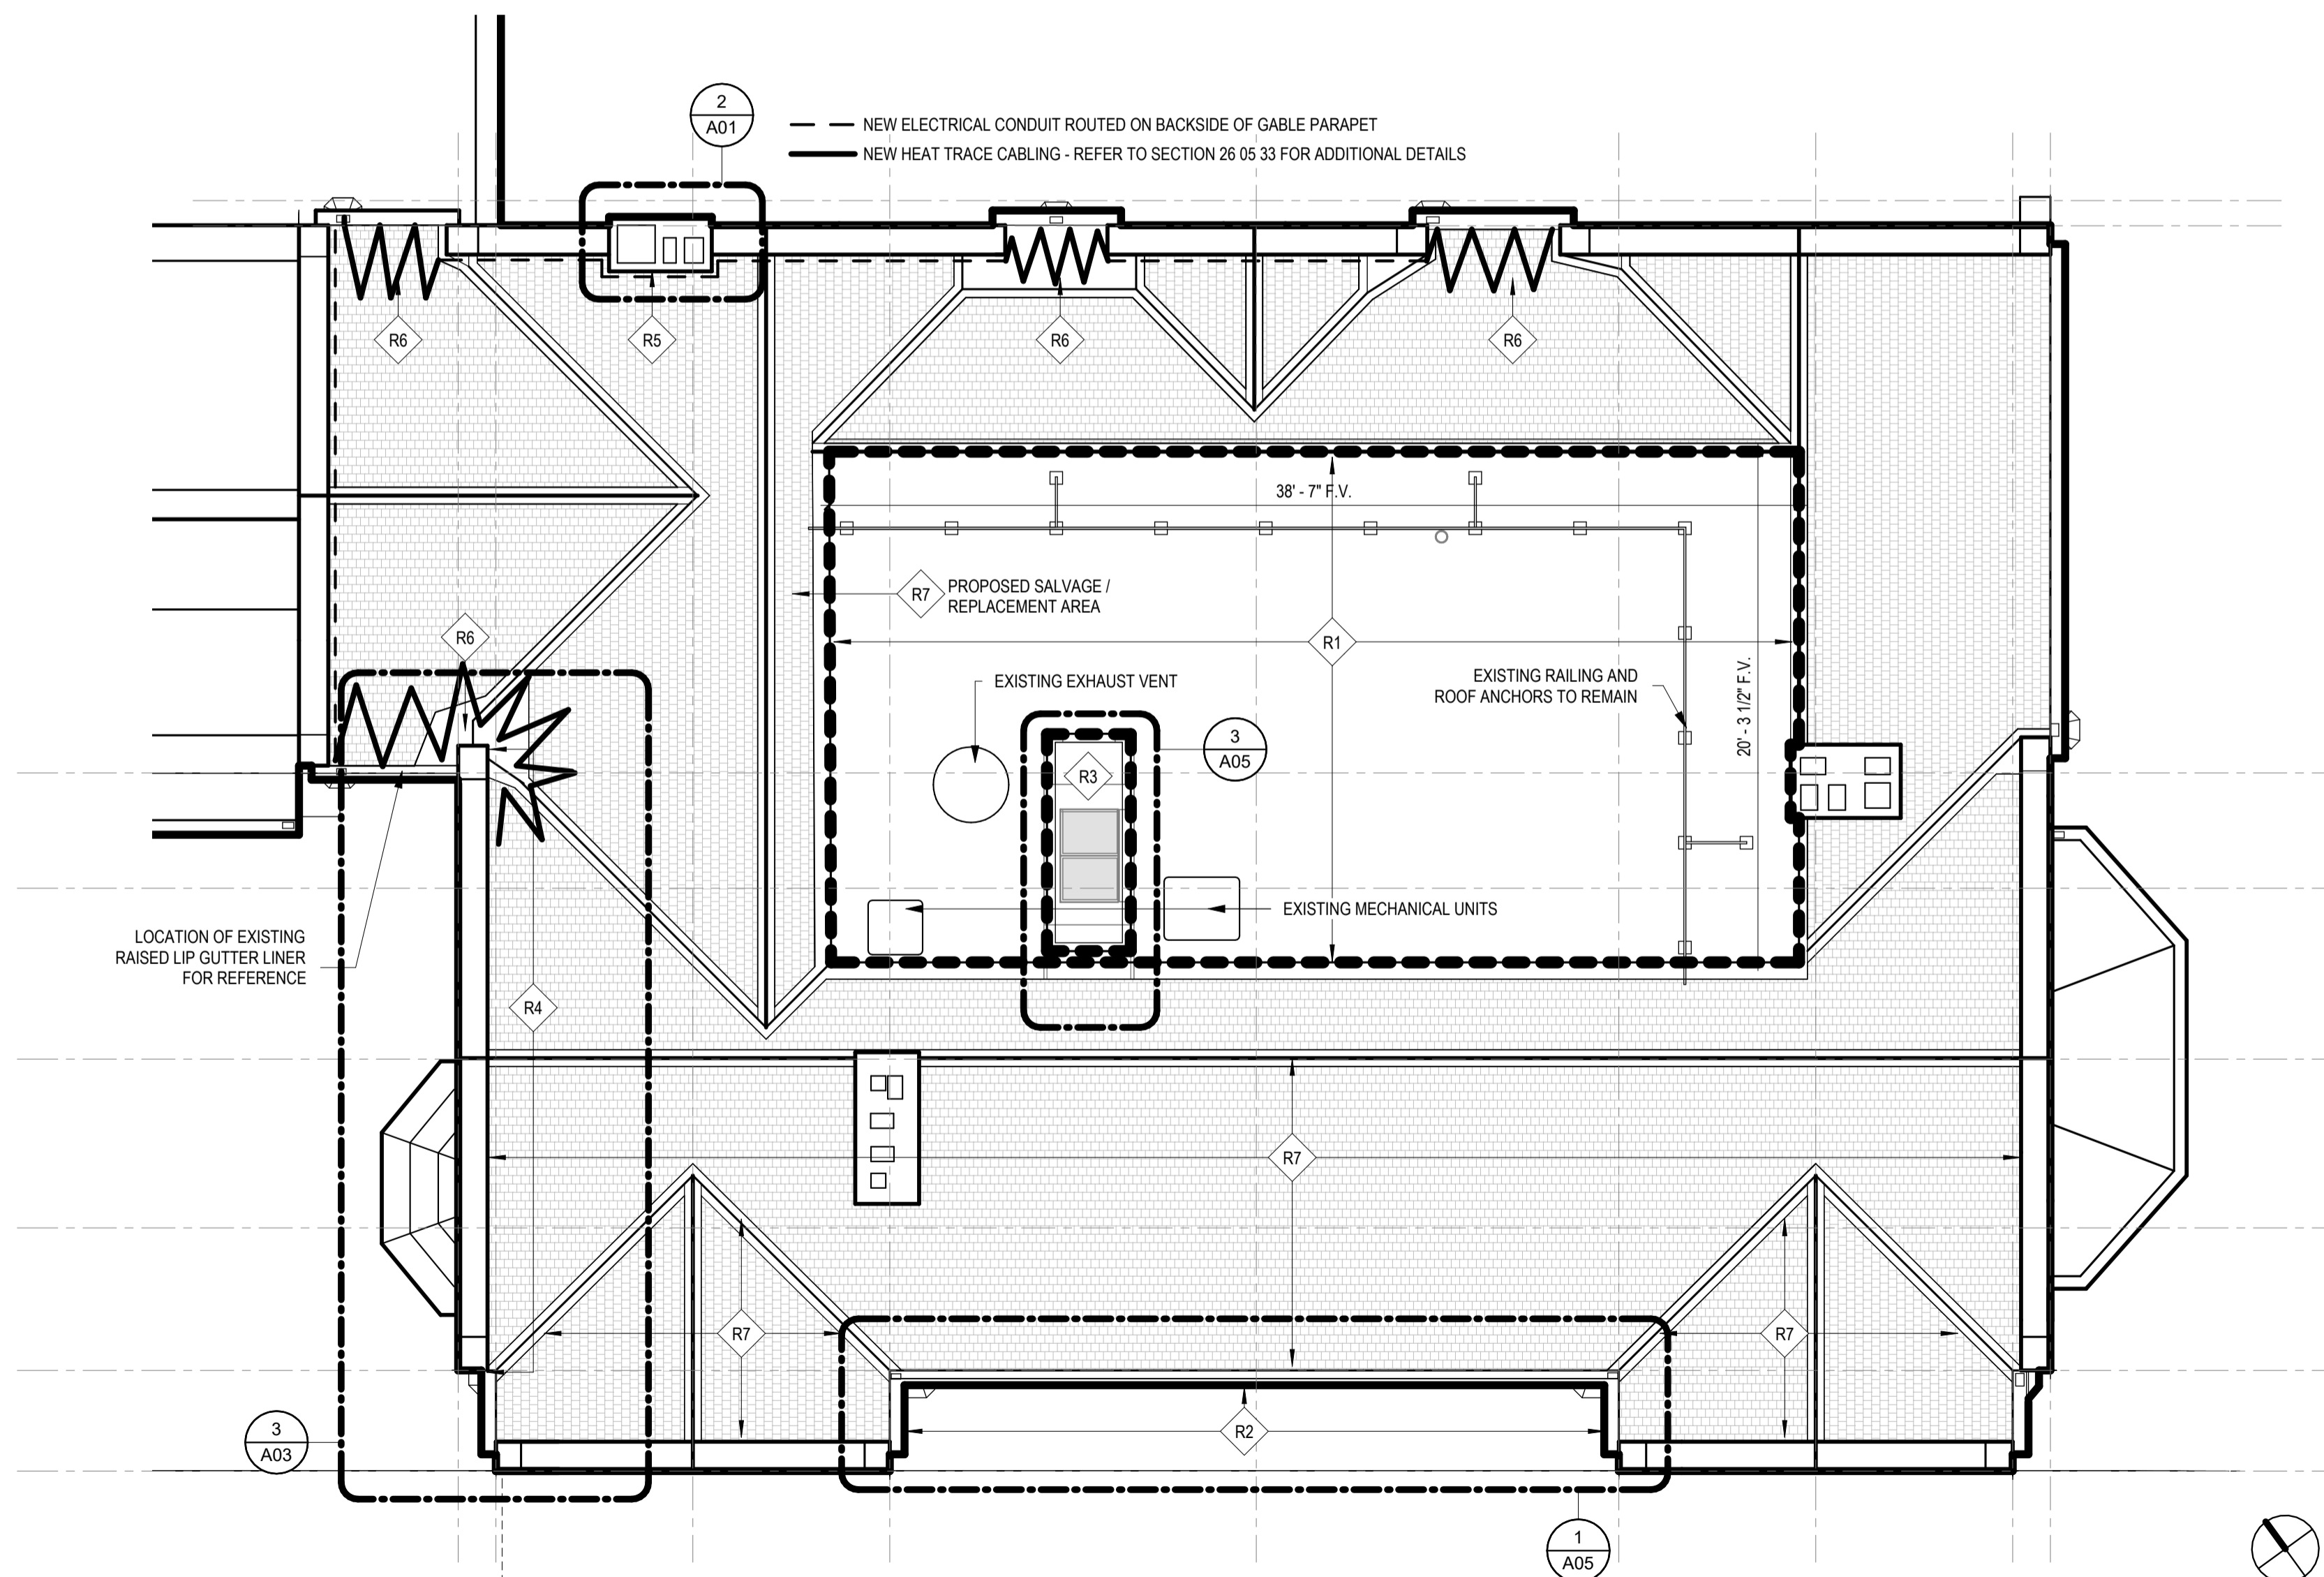 2
A01
NEW ELECTRICAL CONDUIT ROUTED ON BACKSIDE OF GABLE PARAPET
NEW HEAT TRACE CABLING - REFER TO SECTION 26 05 33 FOR ADDITIONAL DETAILS
R6
R5
R6
R6
38' - 7" F.V.
R7
PROPOSED SALVAGE /
REPLACEMENT AREA
R6
R1
EXISTING EXHAUST VENT
EXISTING RAILING AND
ROOF ANCHORS TO REMAIN
20' - 3 1/2" F.V.
3
A05
R3
EXISTING MECHANICAL UNITS
LOCATION OF EXISTING
RAISED LIP GUTTER LINER
FOR REFERENCE
R4
R7
R7
R7
R2
3
A03
1
A05